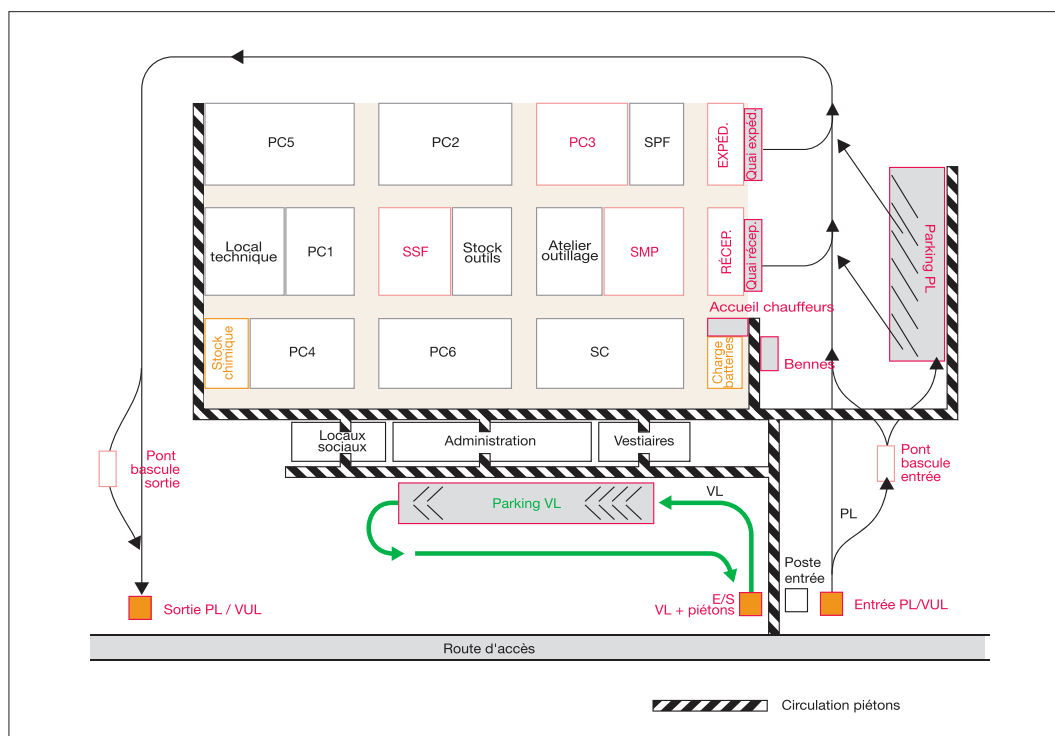 PC5
PC2
PC3
SPF
EXPÉD.
Quai expéd.
Local
technique
PC1
SSF
Stock
outils
Atelier
outillage
SMP
RÉCEP.
Quai récep.
Parking PL
Accueil chauffeurs
Stock
chimique
PC4
PC6
SC
Charge
batteries
Bennes
Locaux
sociaux
Administration
Vestiaires
Pont
bascule
sortie
Pont
bascule
entrée
Parking VL
VL
PL
Poste
entrée
Sortie PL / VUL
E/S
VL + piétons
Entrée PL/VUL
Route d'accès
Circulation piétons